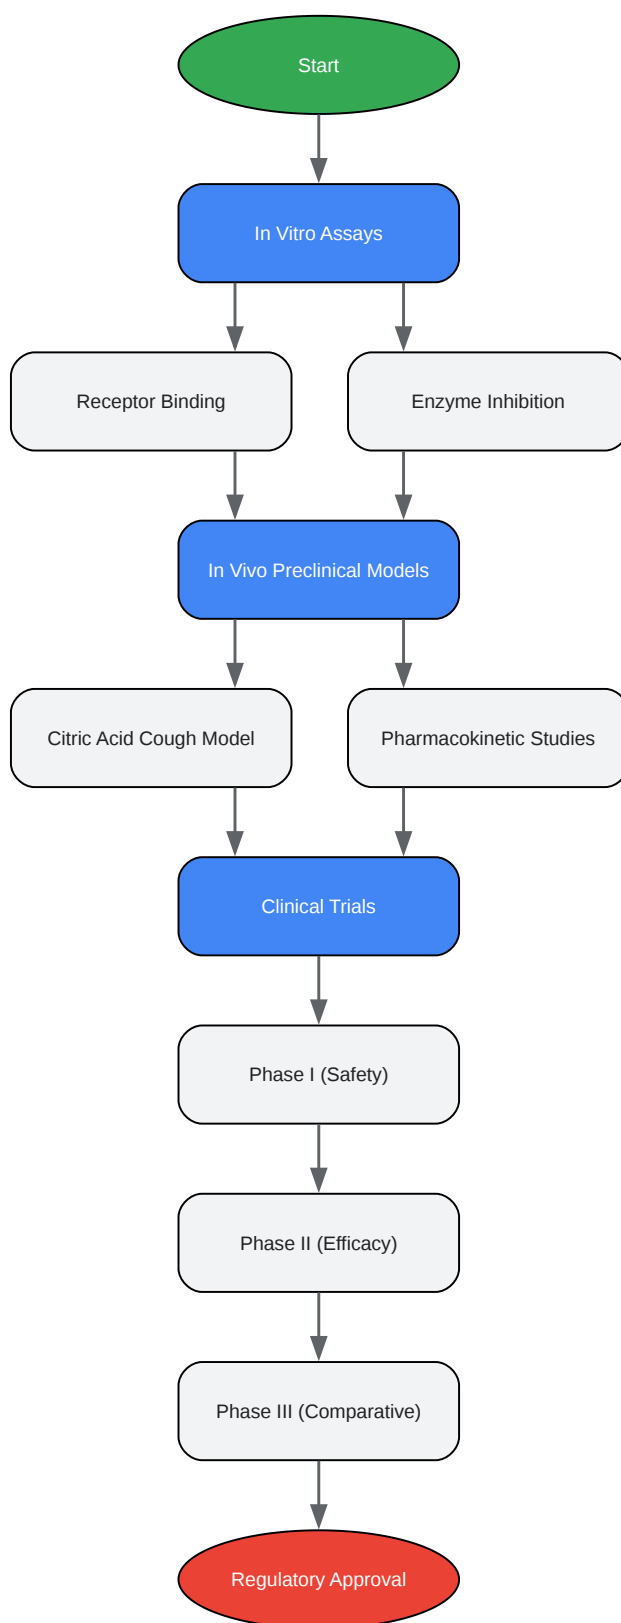 Start
In Vitro Assays
Receptor Binding
Enzyme Inhibition
In Vivo Preclinical Models
Citric Acid Cough Model
Pharmacokinetic Studies
Clinical Trials
Phase I (Safety)
Phase II (Efficacy)
Phase III (Comparative)
Regulatory Approval